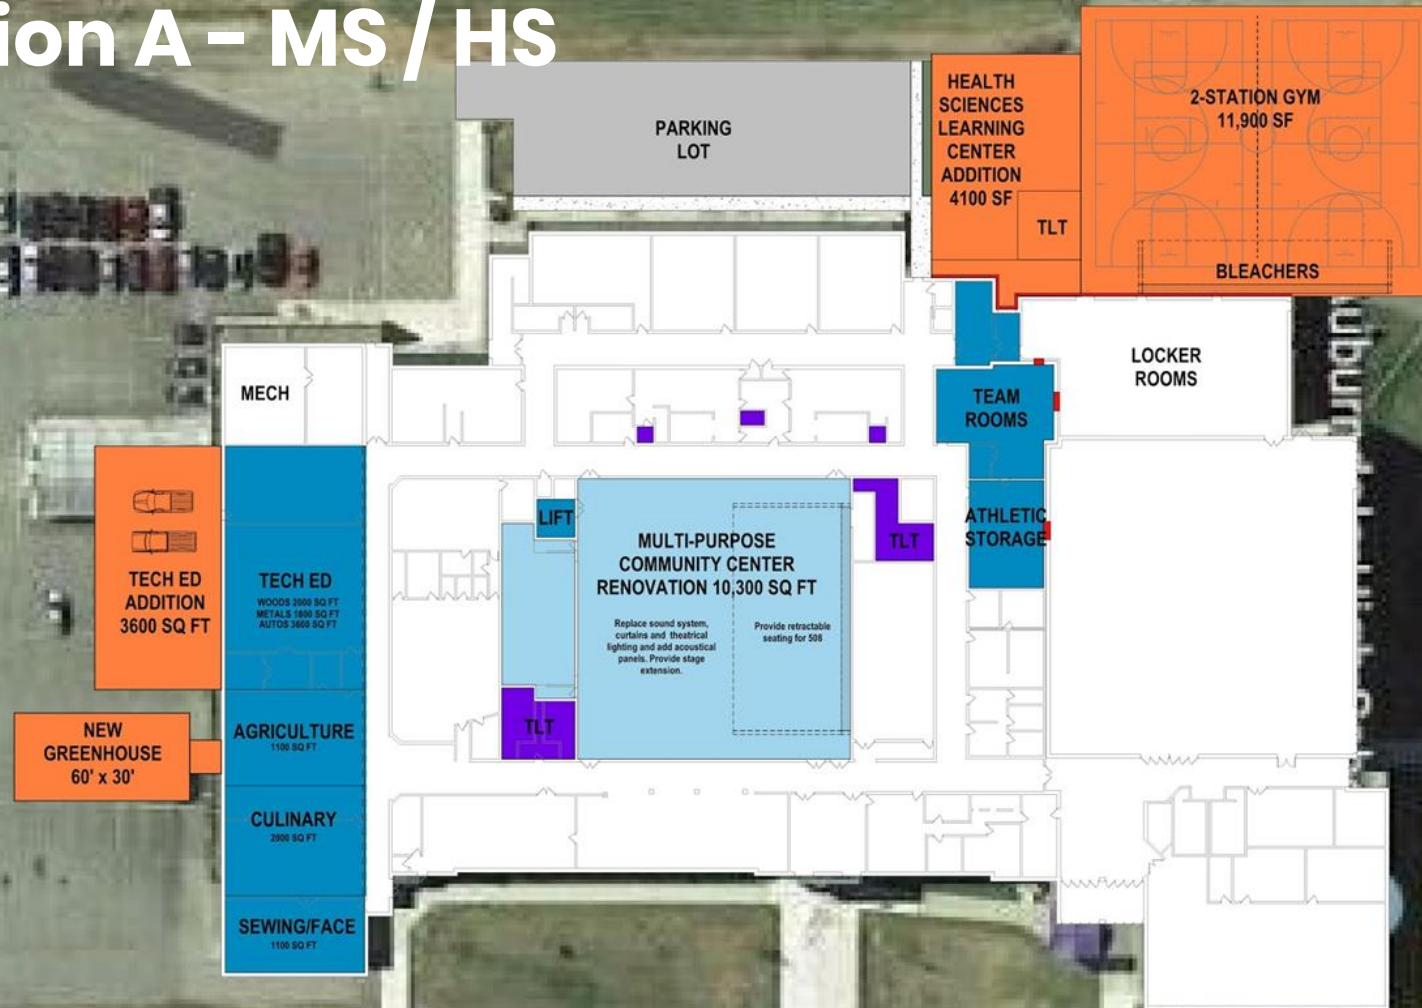 ion A – MS / HS
PARKING
LOT
HEALTH
SCIENCES
LEARNING
CENTER
ADDITION
4100 SF
TLT
2-STATION GYM
11,900 SF
BLEACHERS
LOCKER
ROOMS
MECH
TEAM
ROOMS
ATHLETIC
STORAGE
LIFT
MULTI-PURPOSE
COMMUNITY CENTER
RENOVATION 10,300 SQ FT
Replace sound system,
curtains and theatrical
lighting and add acoustical
panels. Provide stage
extension.
Provide retractable
seating for 508
TLT
TLT
TECH ED
ADDITION
3600 SQ FT
TECH ED
WOODS 2000 SQ FT
METALS 1800 SQ FT
AUTOS 3600 SQ FT
NEW
GREENHOUSE
60' x 30'
AGRICULTURE
1100 SQ FT
CULINARY
2000 SQ FT
SEWING/FACE
1100 SQ FT